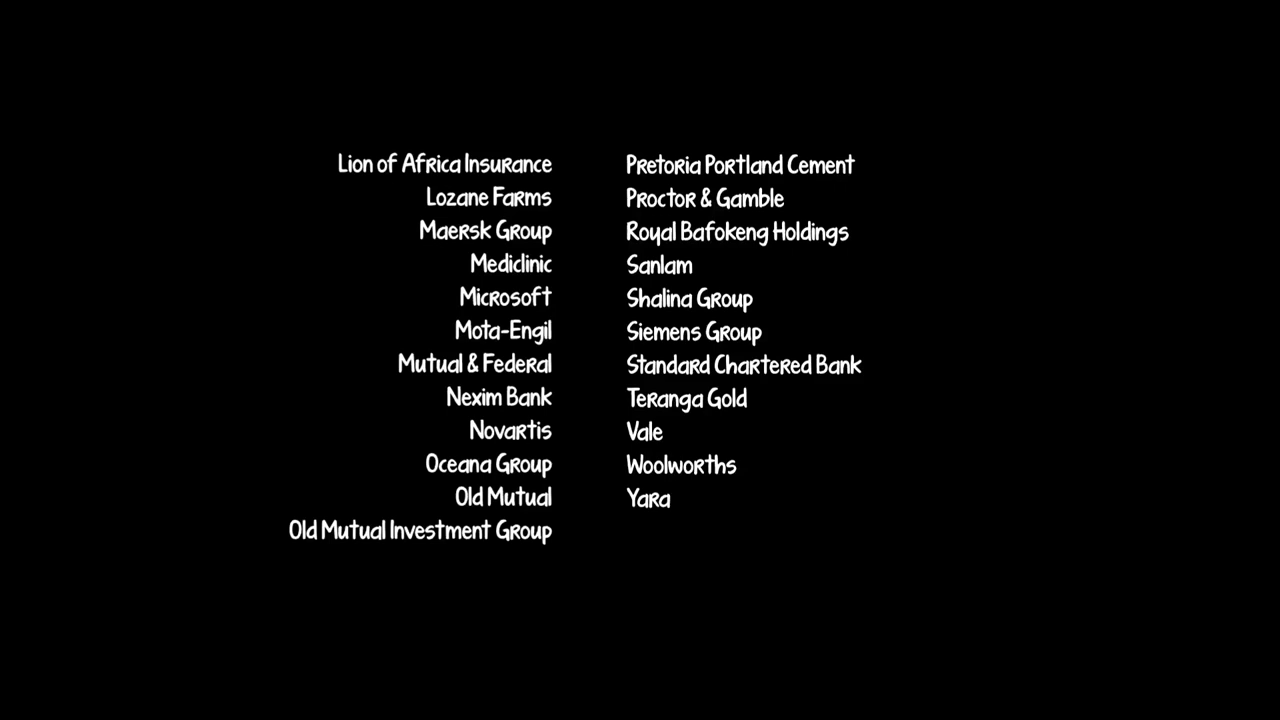 Lion of Africa Insurance
Lozane Farms
Maersk Group
Mediclinic
Microsoft
Mota-Engil
Mutual & Federal
Nexim Bank
Novartis
Oceana Group
Old Mutual
Old Mutual Investment Group
Pretoria Portland Cement
Proctor & Gamble
Royal Bafokeng Holdings
Sanlam
Shalina Group
Siemens Group
Standard Chartered Bank
Teranga Gold
Vale
Woolworths
Yara